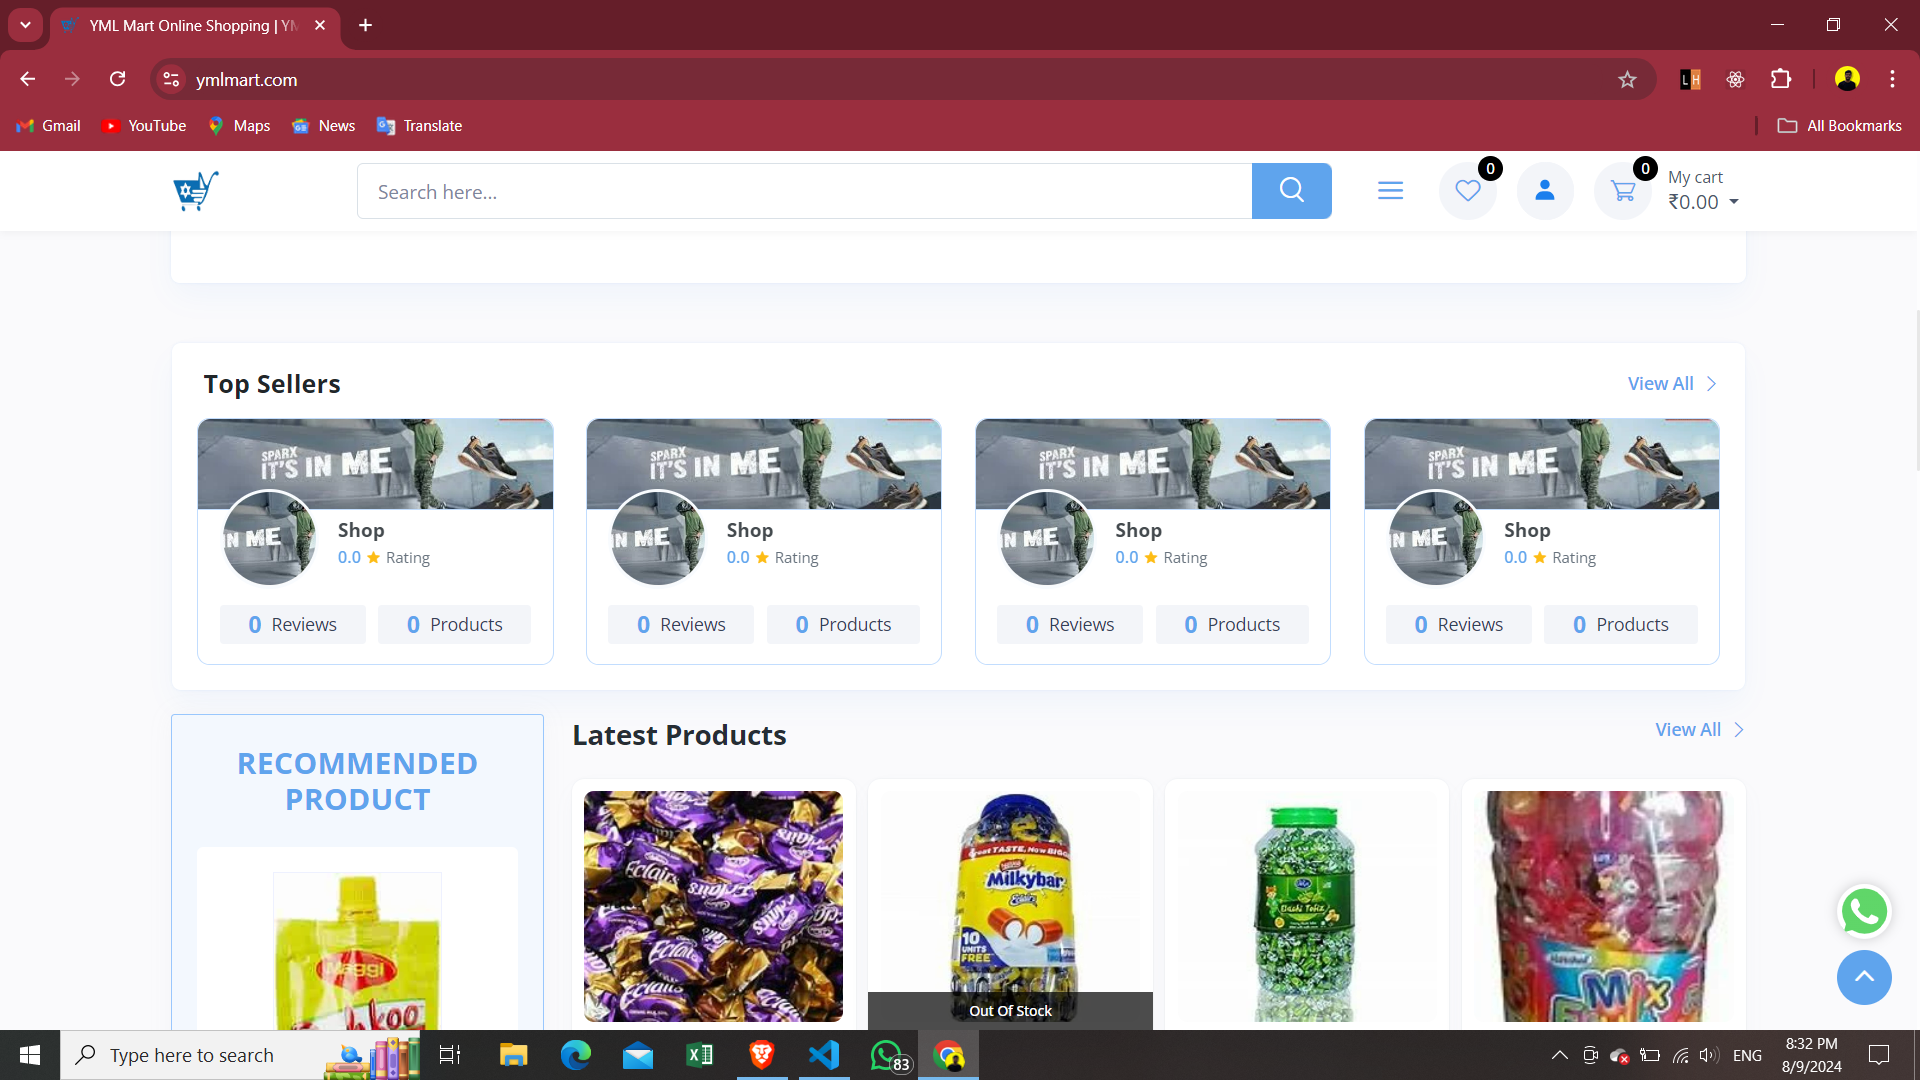 YML Mart Online Shopping | YM
ymlmart.com
Gmail YouTube Maps News Translate All Bookmarks
Search here... 0 0 My cart
₹0.00
Top Sellers View All
SPARX IT'S IN ME SPARX IT'S IN ME SPARX IT'S IN ME SPARX IT'S IN ME
IN ME IN ME IN ME IN ME
Shop Shop Shop Shop
0.0 Rating 0.0 Rating 0.0 Rating 0.0 Rating
0 Reviews 0 Products 0 Reviews 0 Products 0 Reviews 0 Products 0 Reviews 0 Products
RECOMMENDED
PRODUCT
Latest Products View All
Eclairs
Great TASTE, Now BIGG
Milkybar
Eclairs
10
UNITS
FREE
Mix
Maggi
Out Of Stock
Type here to search 83 ENG 8:32 PM
8/9/2024